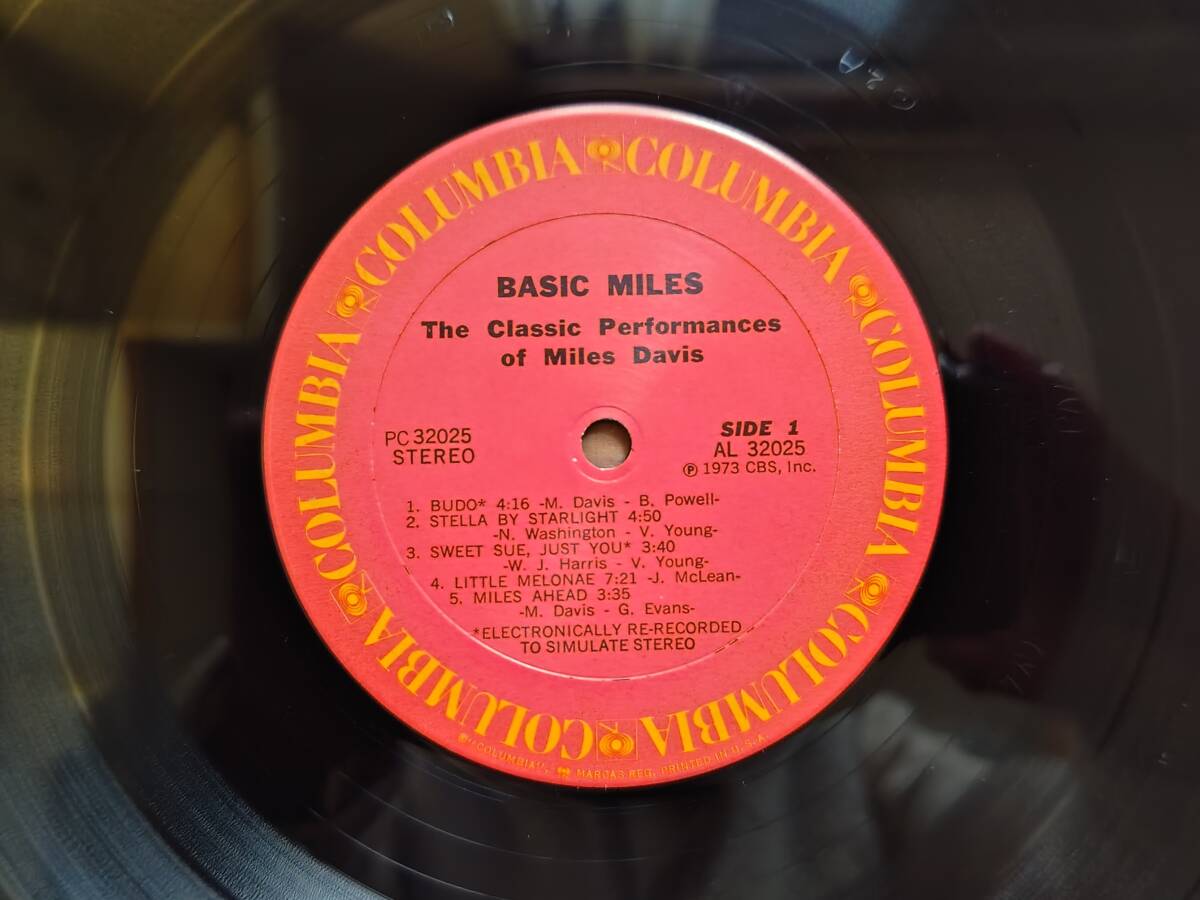 COLUMBIA COLUMBIA COLUMBIA COLUMBIA COLUMBIA COLUMBIA COLUMBIA COLUMBIA
BASIC MILES
The Classic Performances
of Miles Davis
PC 32025
STEREO
SIDE 1
AL 32025
Ⓟ 1973 CBS, Inc.
1. BUDO* 4:16 -M. Davis - B. Powell-
2. STELLA BY STARLIGHT 4:50
-N. Washington - V. Young-
3. SWEET SUE, JUST YOU* 3:40
-W. J. Harris - V. Young-
4. LITTLE MELONAE 7:21 -J. McLean-
5. MILES AHEAD 3:35
-M. Davis - G. Evans-
*ELECTRONICALLY RE-RECORDED
TO SIMULATE STEREO
"COLUMBIA", MARCAS REG. PRINTED IN U.S.A.